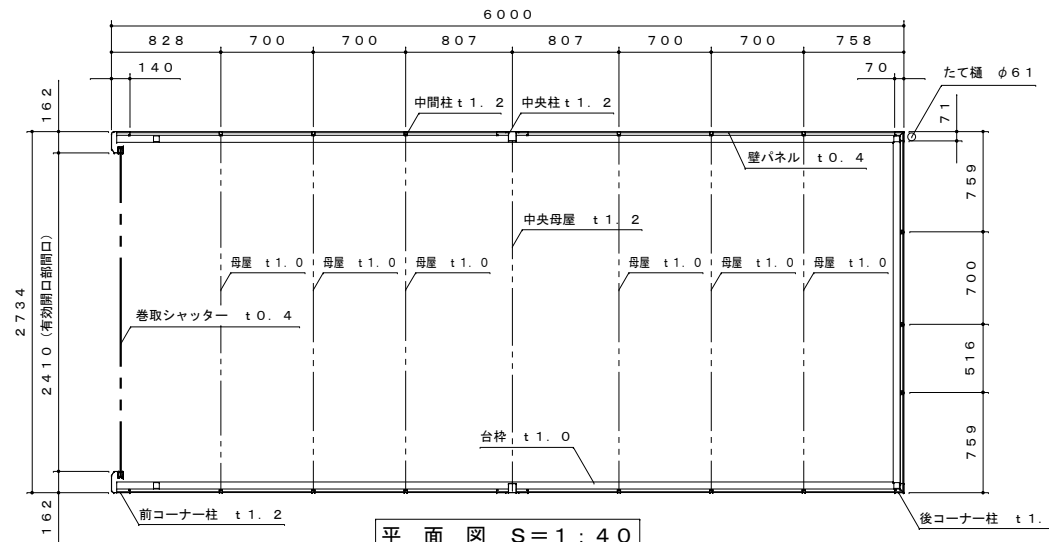 ６０００
８２８ ７００ ７００ ８０７ ８０７ ７００ ７００ ７５８
１４０ ７０ たて樋 φ６１
１６２ 中間柱ｔ１．２ 中央柱ｔ１．２ ７１
壁パネル ｔ０．４
７５９
中央母屋 ｔ１．２
母屋 ｔ１．０ 母屋 ｔ１．０ 母屋 ｔ１．０ 母屋 ｔ１．０ 母屋 ｔ１．０ 母屋 ｔ１．０
７００
２７３４ ２４１０（有効開口部間口） 巻取シャッター ｔ０．４
５１６
台枠 ｔ１．０
７５９
１６２ 前コーナー柱 ｔ１．２ 後コーナー柱 ｔ１．
平 面 図 Ｓ＝１：４０